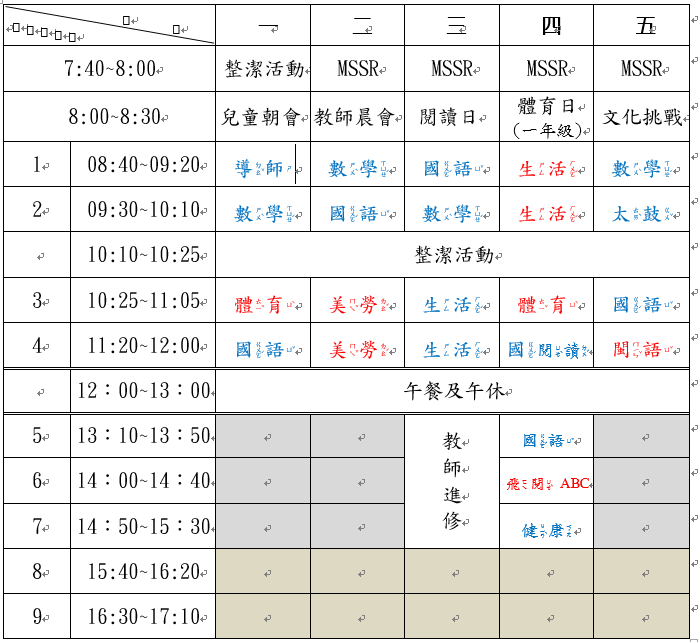 一 二 三 四 五
7:40~8:00 整潔活動 MSSR MSSR MSSR MSSR
8:00~8:30 兒童朝會 教師晨會 閱讀日 體育日 文化挑戰
(一年級)
1 08:40~09:20 導師 數學 國語 生活 數學
2 09:30~10:10 數學 國語 數學 生活 太鼓
10:10~10:25 整潔活動
3 10:25~11:05 體育 美勞 生活 體育 國語
4 11:20~12:00 國語 美勞 生活 國閱讀 閩語
12：00~13：00 午餐及午休
5 13:10~13：50 教 國語
師
6 14：00~14：40 進 飛閱 ABC
修
7 14：50~15：30 健康
8 15:40~16:20
9 16:30~17:10